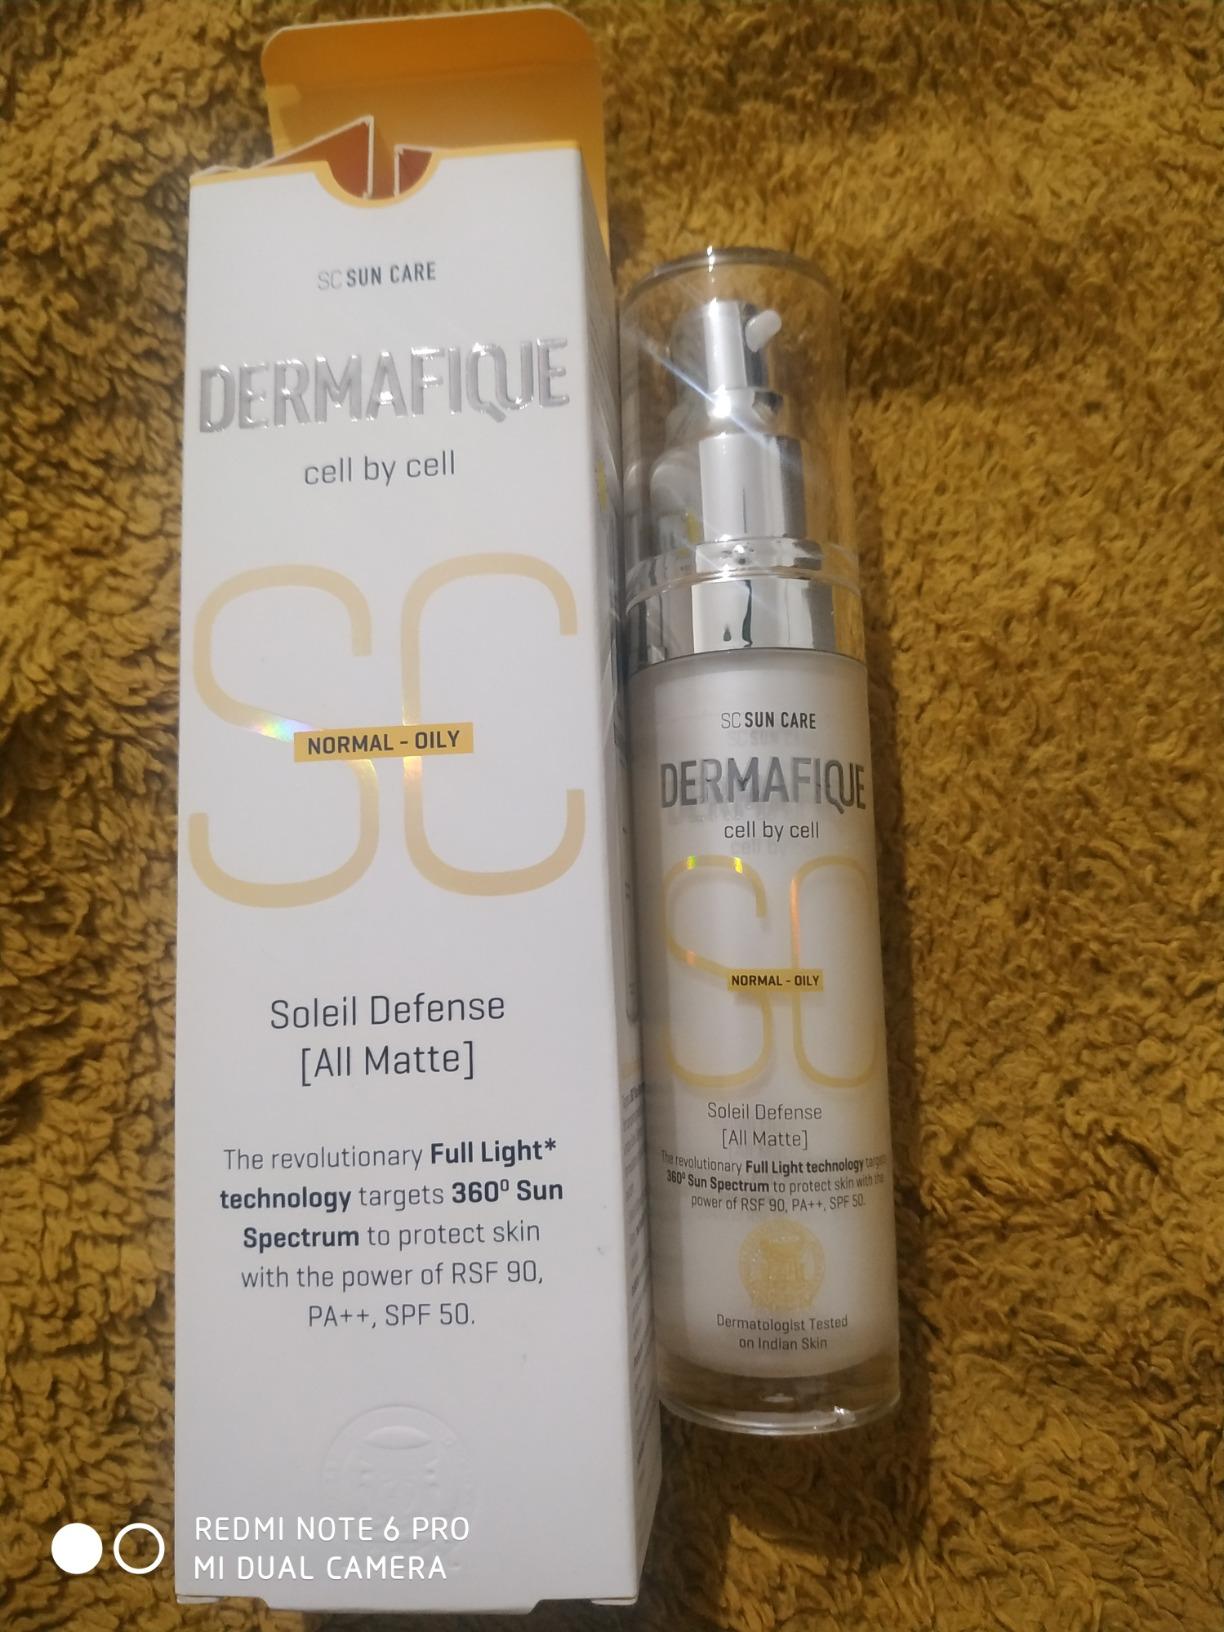 SC SUN CARE
DERMAFIQUE
cell by cell
SC
NORMAL - OILY
Soleil Defense
[All Matte]
The revolutionary Full Light*
technology targets 360⁰ Sun
Spectrum to protect skin
with the power of RSF 90,
PA++, SPF 50.
SC SUN CARE
DERMAFIQUE
cell by cell
SC
NORMAL - OILY
Soleil Defense
[All Matte]
The revolutionary Full Light technology targets
360⁰ Sun Spectrum to protect skin with the
power of RSF 90, PA++, SPF 50.
Dermatologist Tested
on Indian Skin
REDMI NOTE 6 PRO
MI DUAL CAMERA